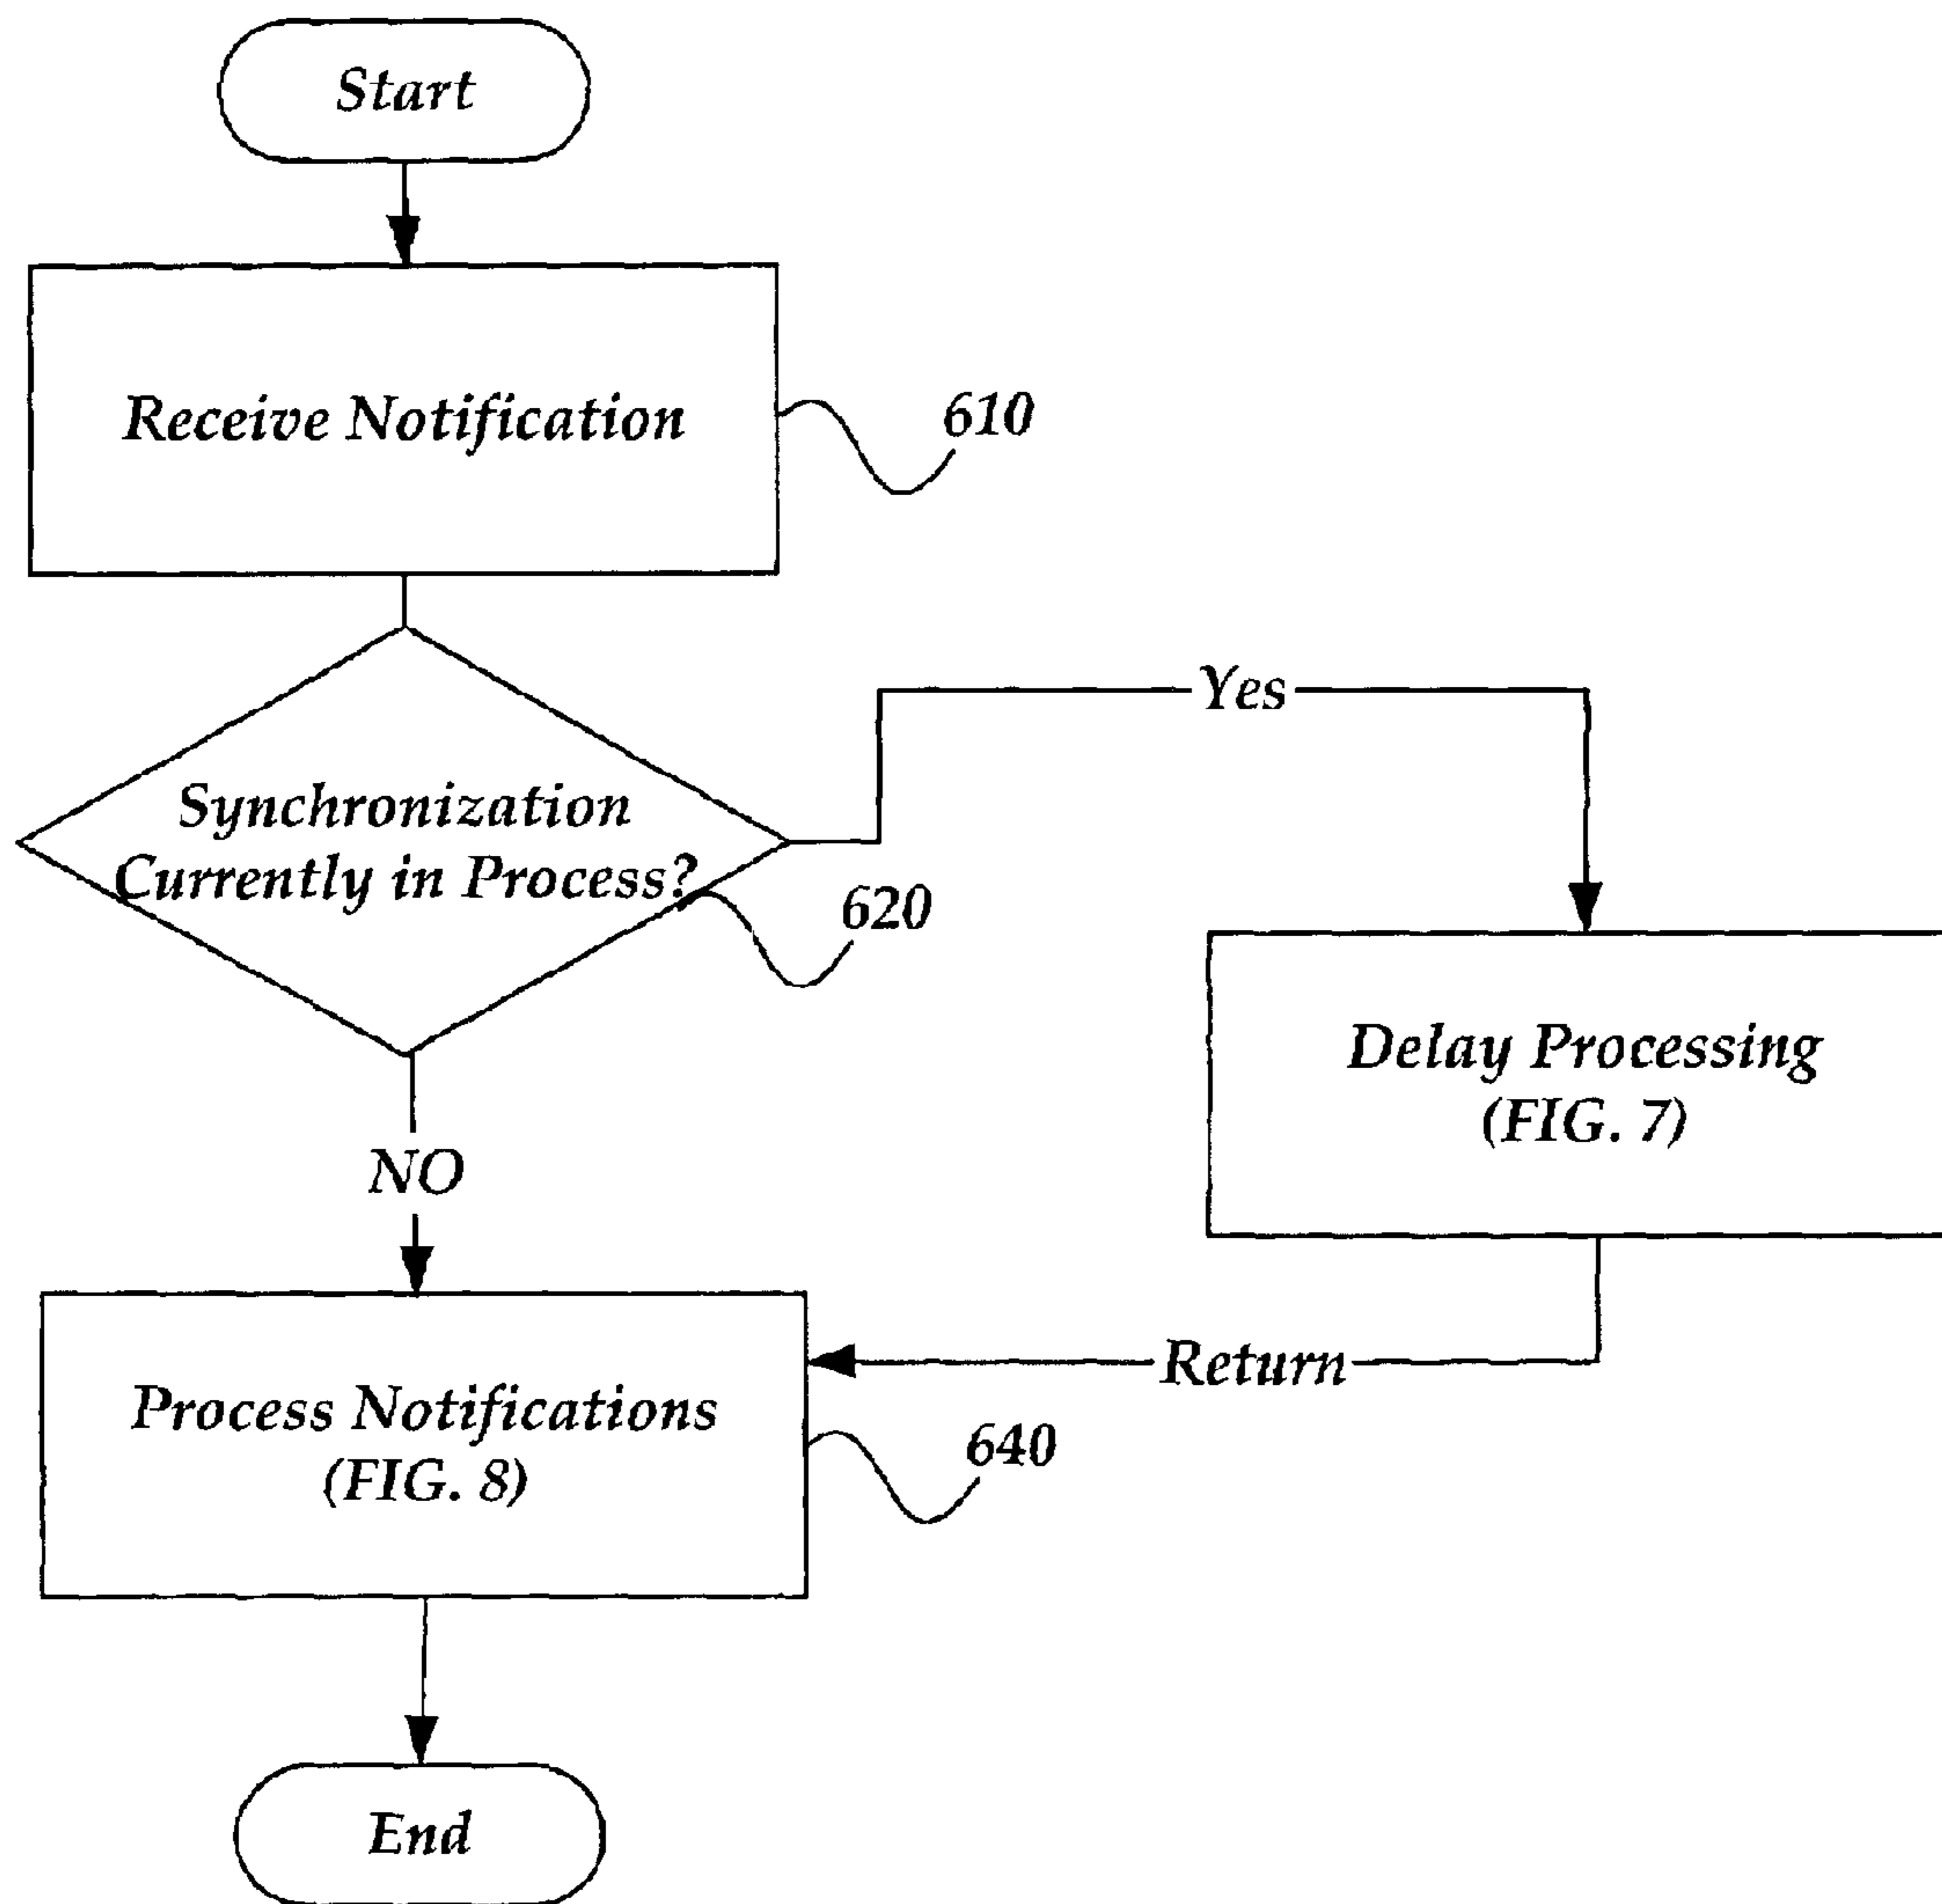 Start
Receive Notification
610
Yes
Synchronization
Currently in Process?
620
Delay Processing
(FIG. 7)
NO
Return
Process Notifications
(FIG. 8)
640
End